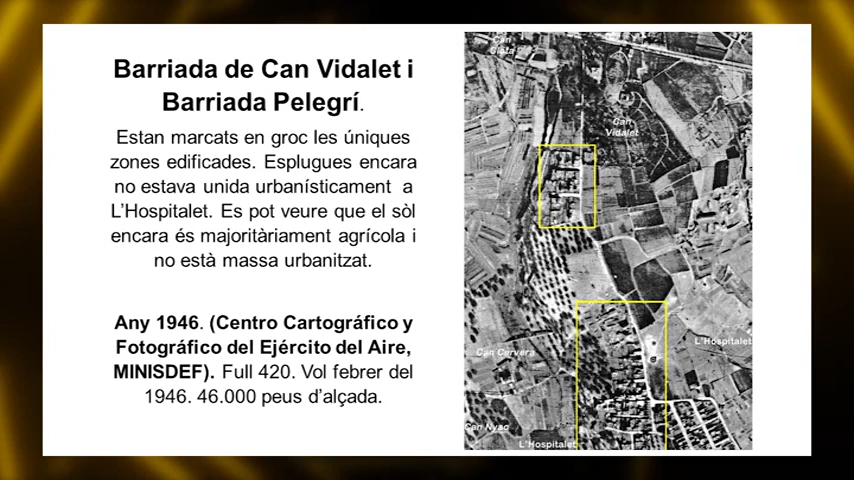 Barriada de Can Vidalet i
Barriada Pelegrí.
Estan marcats en groc les úniques
zones edificades. Esplugues encara
no estava unida urbanísticament a
L'Hospitalet. Es pot veure que el sòl
encara és majoritàriament agrícola i
no està massa urbanitzat.
Any 1946. (Centro Cartográfico y
Fotográfico del Ejército del Aire,
MINISDEF). Full 420. Vol febrer del
1946. 46.000 peus d'alçada.
Can
Can
Vidalet
L'Hospitalet
Can Cervera
Can Nyac
L'Hospitalet